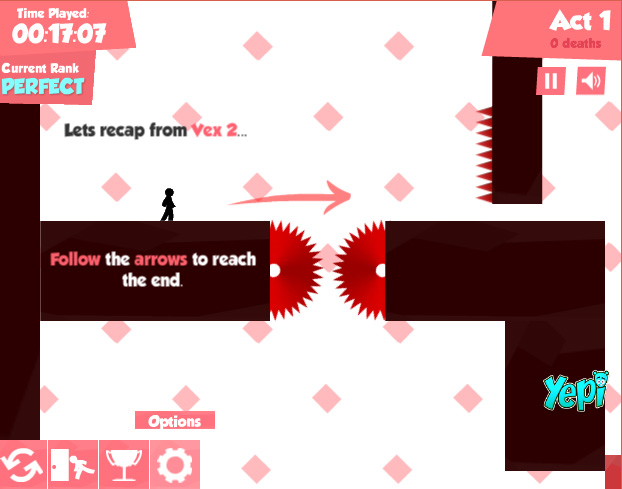 Time Played:
00:17:07
Current Rank
PERFECT
Act 1
0 deaths
Lets recap from Vex 2...
Follow the arrows to reach
the end.
Yepi
Options